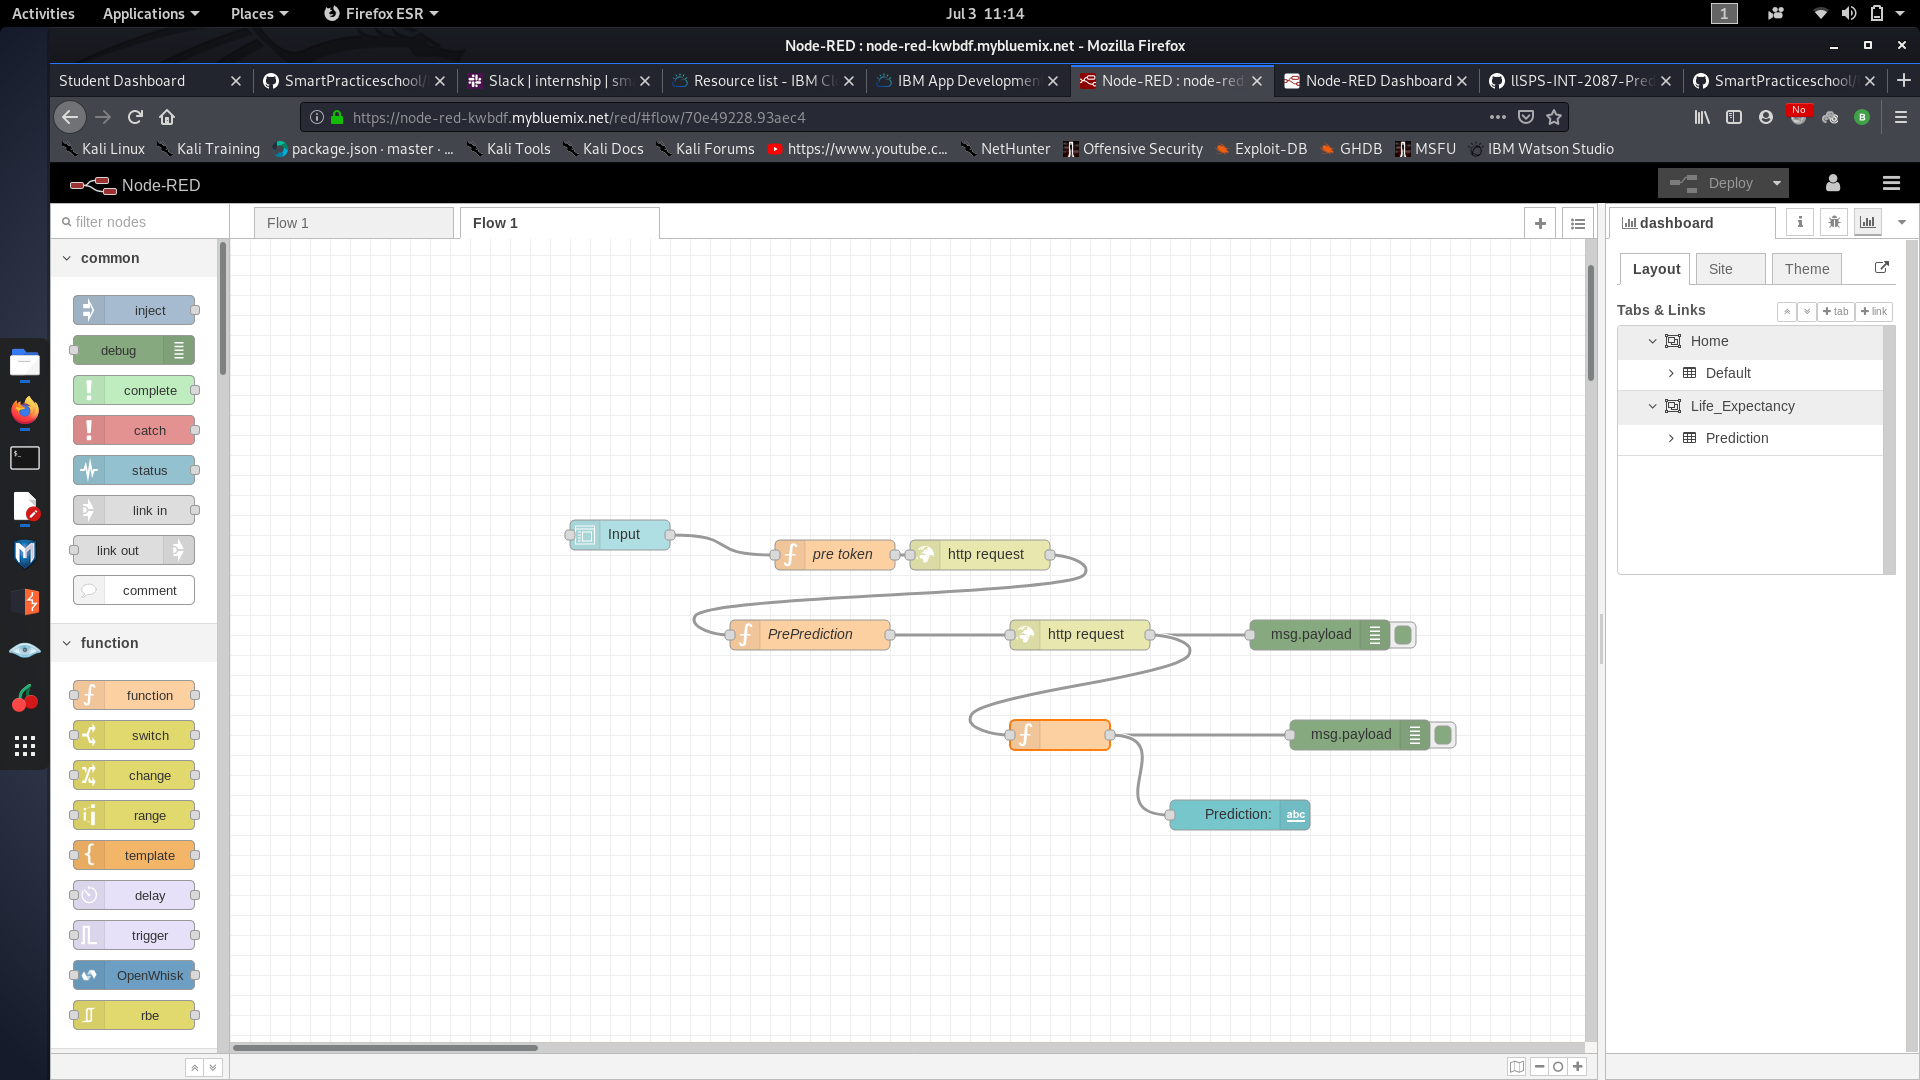 Activities Applications Places Firefox ESR Jul 3 11:14 1
Node-RED : node-red-kwbdf.mybluemix.net - Mozilla Firefox
Student Dashboard SmartPracticeschool/ Slack | internship | sm Resource list - IBM Cl IBM App Developmen Node-RED : node-red Node-RED Dashboard llSPS-INT-2087-Pred SmartPracticeschool/
https://node-red-kwbdf.mybluemix.net/red/#flow/70e49228.93aec4 No B
Kali Linux Kali Training package.json · master · ... Kali Tools Kali Docs Kali Forums https://www.youtube.c... NetHunter Offensive Security Exploit-DB GHDB MSFU IBM Watson Studio
Node-RED Deploy
filter nodes Flow 1 Flow 1 dashboard
common
Layout Site Theme
Tabs & Links tab link
Home
Default
Life_Expectancy
Prediction
inject
debug
complete
catch
status
link in
link out
comment
function
function
switch
change
range
template
delay
trigger
OpenWhisk
rbe
Input
pre token http request
PrePrediction http request msg.payload
msg.payload
Prediction: abc